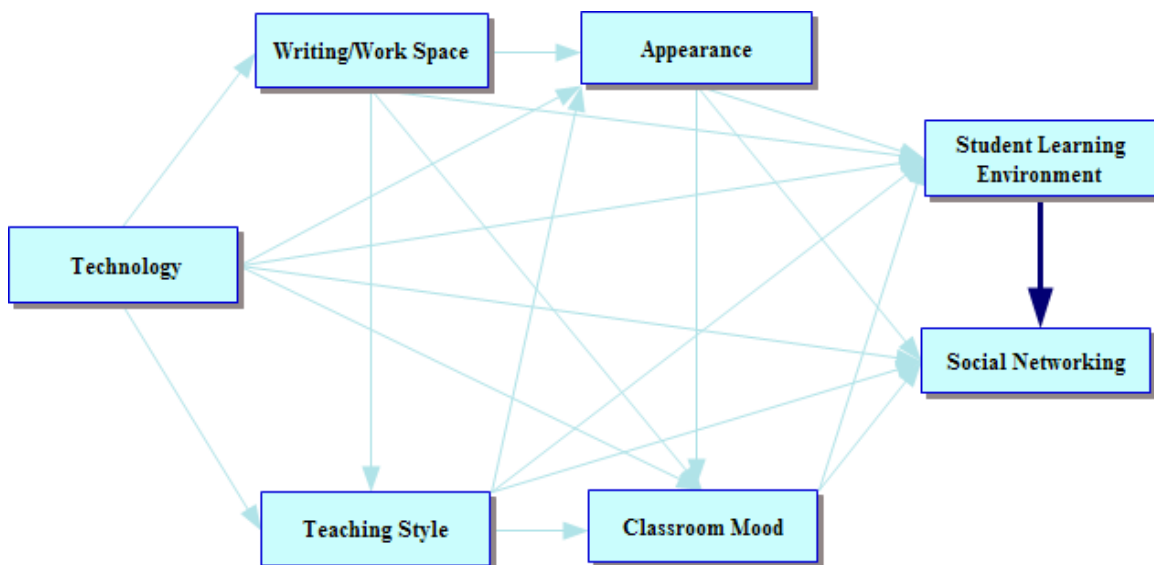 Writing/Work Space
Appearance
Student Learning
Environment
Technology
Social Networking
Teaching Style
Classroom Mood